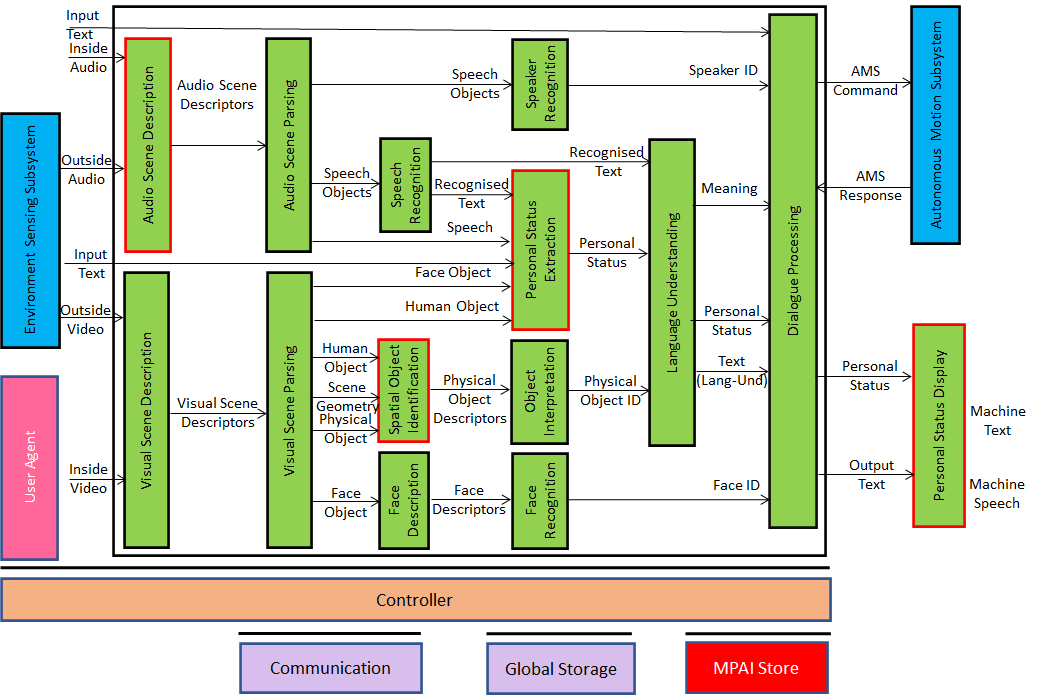 Input
Text
Inside
Audio
Environment Sensing Subsystem
Outside
Audio
Input
Text
Outside
Video
User Agent
Inside
Video
Audio Scene Description
Audio Scene
Descriptors
Audio Scene Parsing
Speech
Objects
Speaker
Recognition
Speaker ID
Speech
Objects
Speech
Recognition
Recognised
Text
Recognised
Text
Speech
Face Object
Human Object
Personal Status
Extraction
Personal
Status
Language Understanding
Meaning
Personal
Status
Text
(Lang-Und)
Visual Scene Description
Visual Scene
Descriptors
Visual Scene Parsing
Human
Object
Scene
Geometry
Physical
Object
Spatial Object
Identification
Physical
Object
Descriptors
Object
Interpretation
Physical
Object ID
Face
Object
Face
Description
Face
Descriptors
Face
Recognition
Face ID
Dialogue Processing
AMS
Command
AMS
Response
Autonomous Motion Subsystem
Personal
Status
Output
Text
Personal Status Display
Machine
Text
Machine
Speech
Controller
Communication
Global Storage
MPAI Store